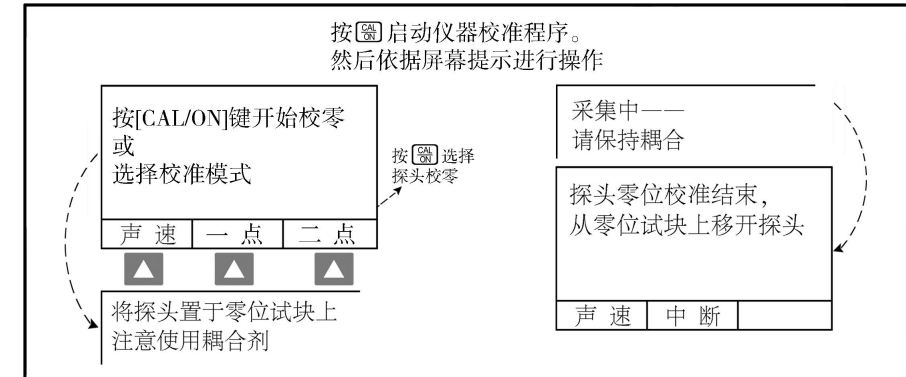 按CAL ON启动仪器校准程序。
然后依据屏幕提示进行操作
按[CAL/ON]键开始校零
或
选择校准模式
声 速 一 点 二 点
按CAL ON选择
探头校零
将探头置于零位试块上
注意使用耦合剂
采集中——
请保持耦合
探头零位校准结束，
从零位试块上移开探头
声 速 中 断